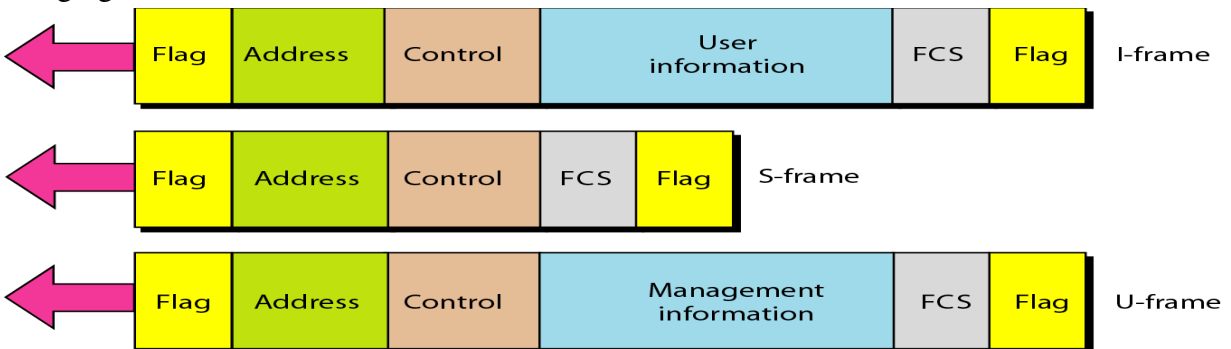 Flag Address Control User information FCS Flag I-frame
Flag Address Control FCS Flag S-frame
Flag Address Control Management information FCS Flag U-frame